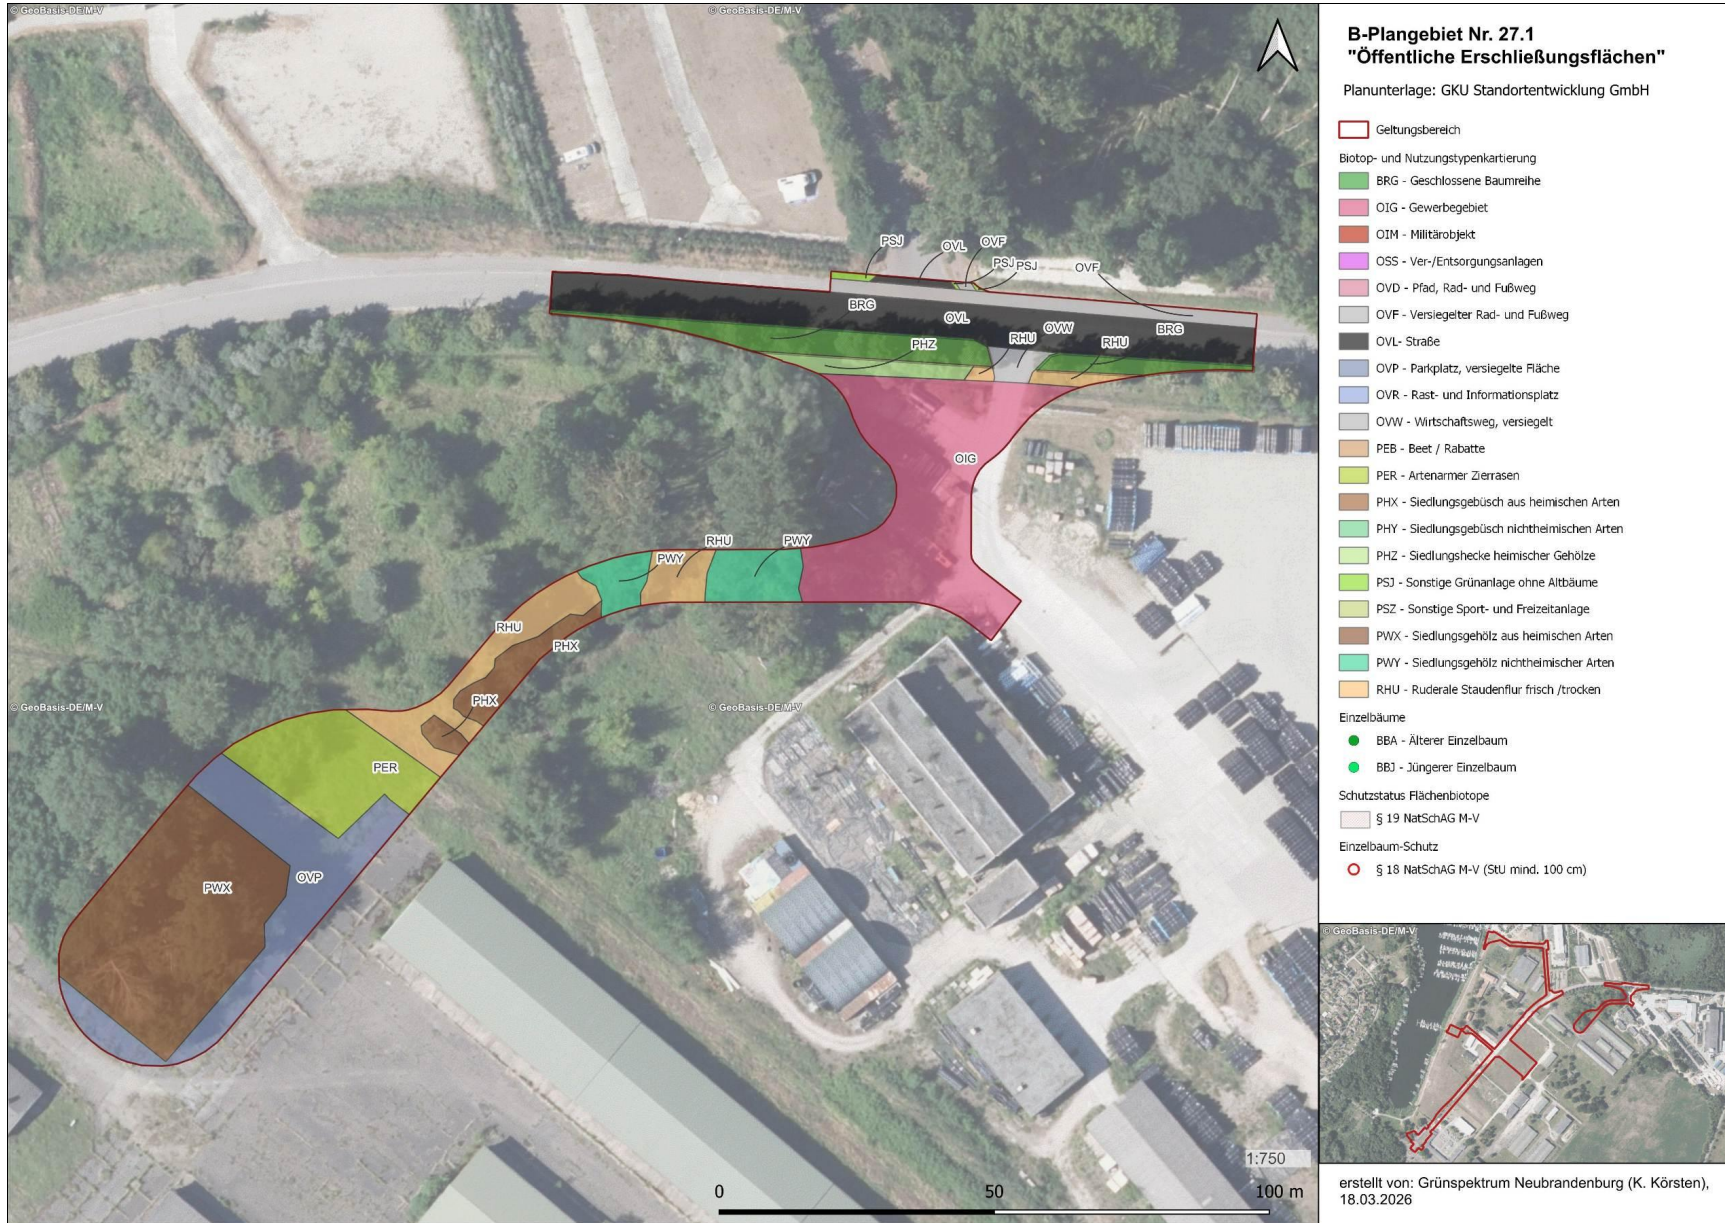 © GeoBasis-DE/M-V
© GeoBasis-DE/M-V
B-Plangebiet Nr. 27.1
"Öffentliche Erschließungsflächen"
Planunterlage: GKU Standortentwicklung GmbH
Geltungsbereich
Biotop- und Nutzungstypenkartierung
BRG - Geschlossene Baumreihe
OIG - Gewerbegebiet
OIM - Militärobjekt
OSS - Ver-/Entsorgungsanlagen
OVD - Pfad, Rad- und Fußweg
OVF - Versiegelter Rad- und Fußweg
OVL- Straße
OVP - Parkplatz, versiegelte Fläche
OVR - Rast- und Informationsplatz
OVW - Wirtschaftsweg, versiegelt
PEB - Beet / Rabatte
PER - Artenarmer Zierrasen
PHX - Siedlungsgebüsch aus heimischen Arten
PHY - Siedlungsgebüsch nichtheimischen Arten
PHZ - Siedlungshecke heimischer Gehölze
PSJ - Sonstige Grünanlage ohne Altbäume
PSZ - Sonstige Sport- und Freizeitanlage
PWX - Siedlungsgehölz aus heimischen Arten
PWY - Siedlungsgehölz nichtheimischer Arten
RHU - Ruderale Staudenflur frisch /trocken
Einzelbäume
BBA - Älterer Einzelbaum
BBJ - Jüngerer Einzelbaum
Schutzstatus Flächenbiotope
§ 19 NatSchAG M-V
Einzelbaum-Schutz
§ 18 NatSchAG M-V (StU mind. 100 cm)
PSJ
OVL
OVF
PSJ
PSJ
OVF
BRG
OVL
OVW
BRG
PHZ
RHU
RHU
OIG
PWY
RHU
PWY
RHU
PHX
PHX
© GeoBasis-DE/M-V
© GeoBasis-DE/M-V
PER
OVP
PWX
© GeoBasis-DE/M-V
1:750
0
50
100 m
erstellt von: Grünspektrum Neubrandenburg (K. Körsten),
18.03.2026